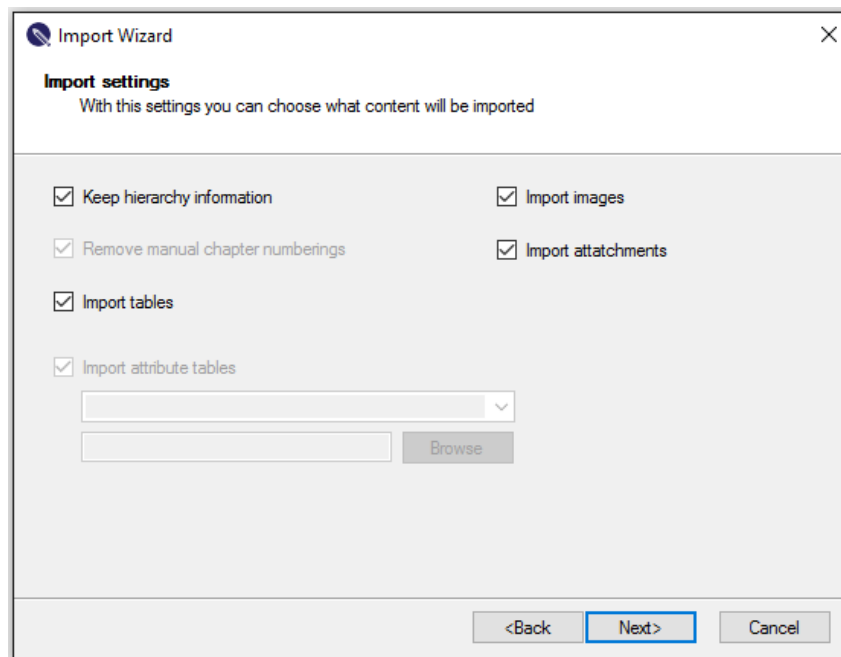 Import Wizard
Import settings
With this settings you can choose what content will be imported
Keep hierarchy information
Import images
Remove manual chapter numberings
Import attatchments
Import tables
Import attribute tables
Browse
<Back
Next>
Cancel